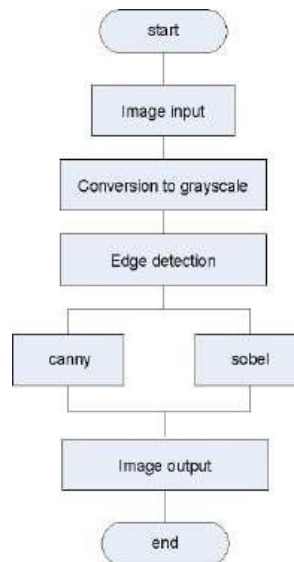 start
Image input
Conversion to grayscale
Edge detection
canny
sobel
Image output
end